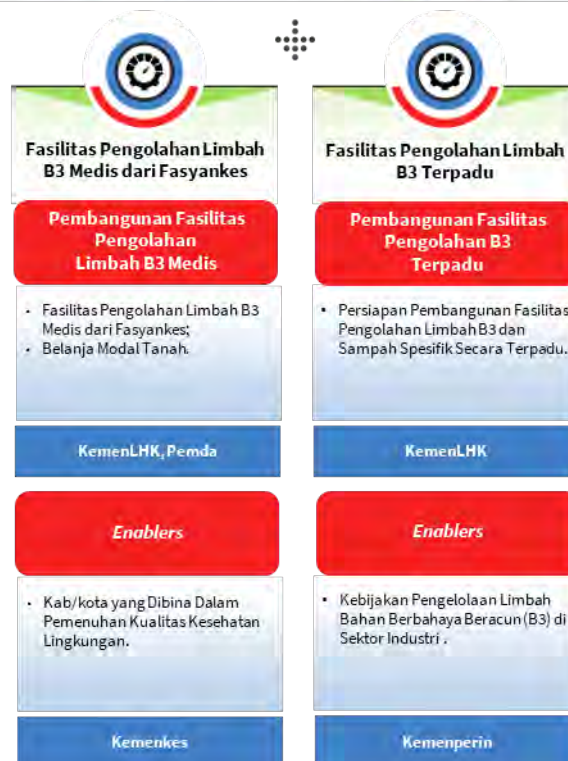 Fasilitas Pengolahan Limbah
B3 Medis dari Fasyankes
Pembangunan Fasilitas
Pengolahan
Limbah B3 Medis
• Fasilitas Pengolahan Limbah B3
Medis dari Fasyankes;
• Belanja Modal Tanah.
KemenLHK, Pemda
Enablers
• Kab/kota yang Dibina Dalam
Pemenuhan Kualitas Kesehatan
Lingkungan.
Kemenkes
Fasilitas Pengolahan Limbah
B3 Terpadu
Pembangunan Fasilitas
Pengolahan B3
Terpadu
• Persiapan Pembangunan Fasilitas
Pengolahan Limbah B3 dan
Sampah Spesifik Secara Terpadu.
KemenLHK
Enablers
• Kebijakan Pengelolaan Limbah
Bahan Berbahaya Beracun (B3) di
Sektor Industri .
Kemenperin